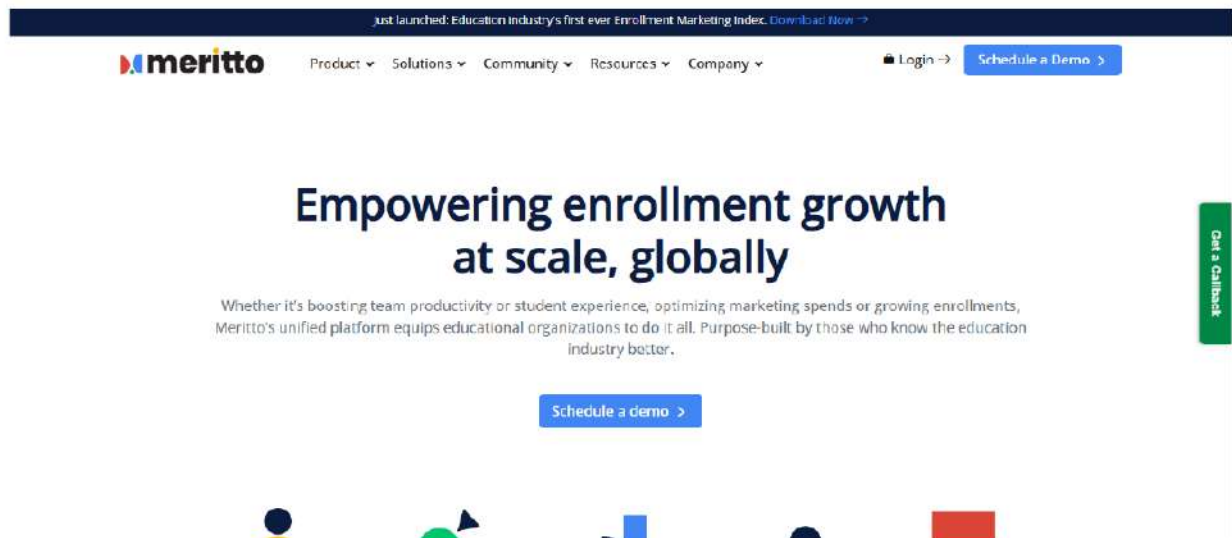 Just launched: Education industry's first ever Enrollment Marketing Index. Download Now →
meritto
Product Solutions Community Resources Company
Login → Schedule a Demo >
Empowering enrollment growth
at scale, globally
Whether it's boosting team productivity or student experience, optimizing marketing spends or growing enrollments,
Meritto's unified platform equips educational organizations to do it all. Purpose-built by those who know the education
industry better.
Schedule a demo >
Get a Callback